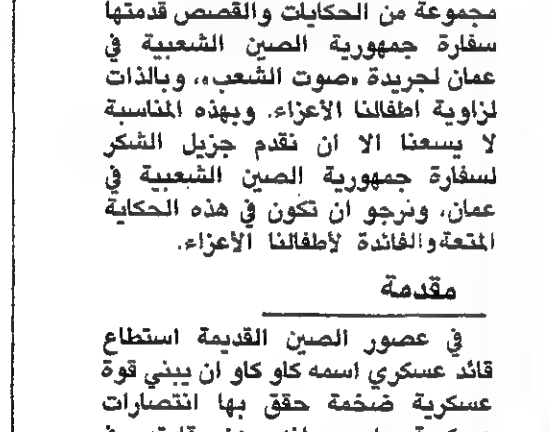 مجموعة من الحكايات والقصص قدمتها
سفارة جمهورية الصين الشعبية في
عمان لجريدة «صوت الشعب»، وبالذات
لزاوية اطفالنا الأعزاء. وبهذه المناسبة
لا يسعنا الا ان نقدم جزيل الشكر
لسفارة جمهورية الصين الشعبية في
عمان، ونرجو ان تكون في هذه الحكاية
المتعة والفائدة لأطفالنا الأعزاء.
مقدمة
في عصور الصين القديمة استطاع
قائد عسكري اسمه كاو كاو ان يبني قوة
عسكرية ضخمة حقق بها انتصارات